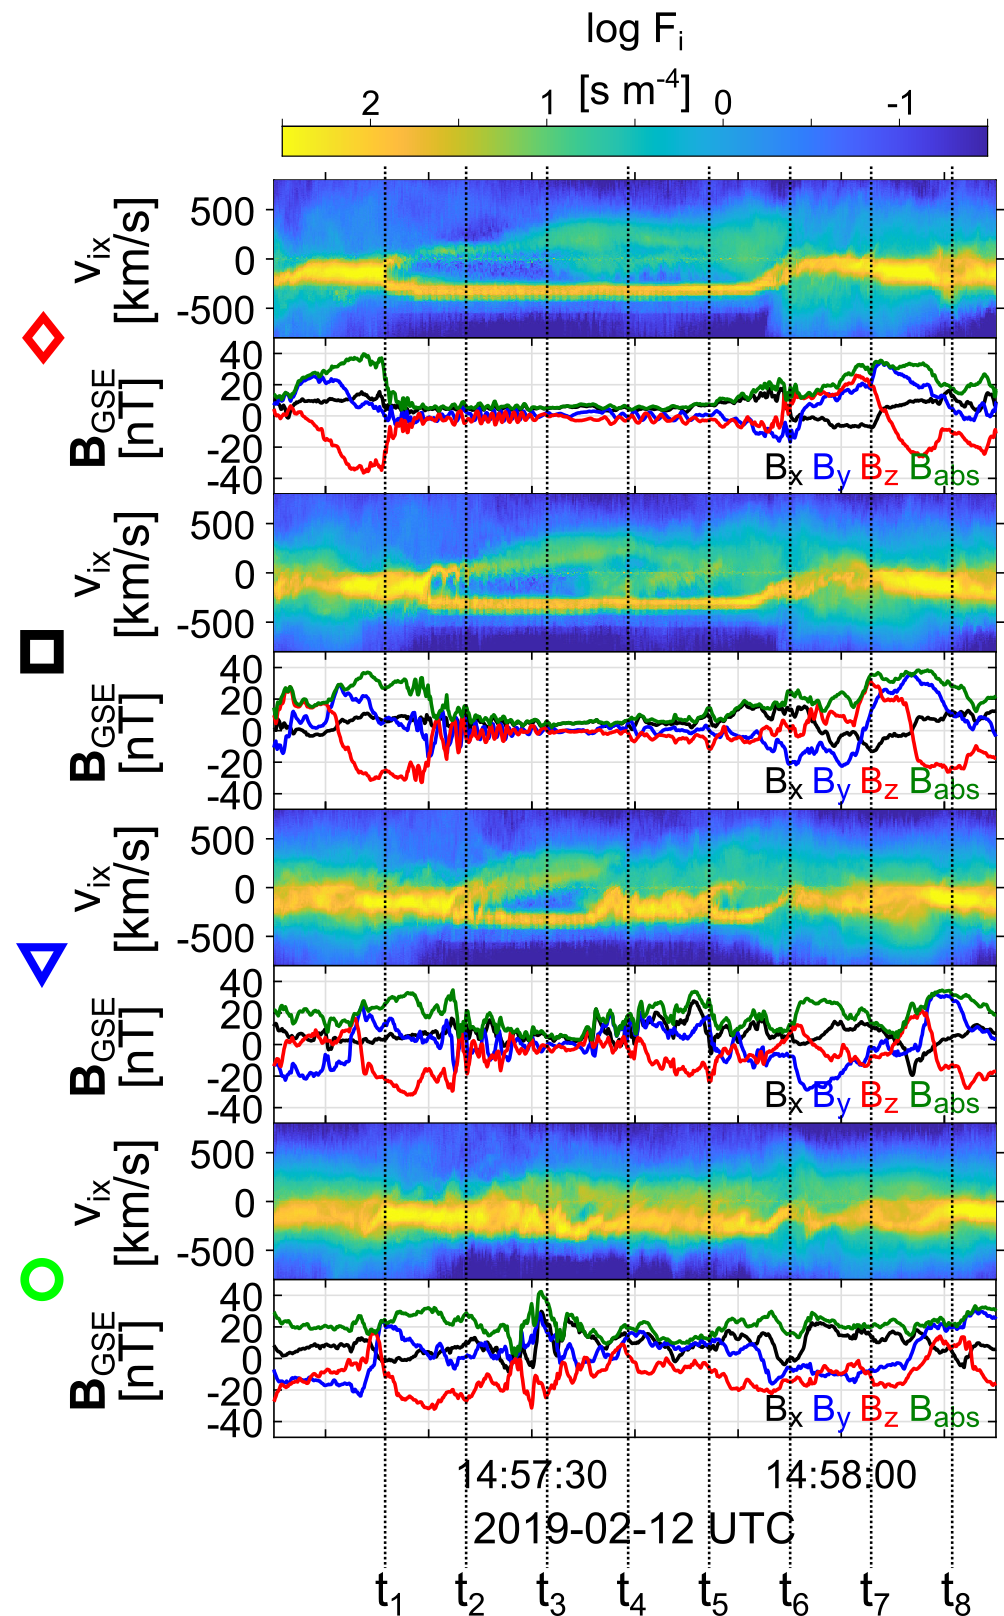 log F_i
[s m^-4]
2 1 0 -1
v_ix
[km/s]
500
0
-500
B_GSE
[nT]
40
20
0
-20
-40
B_x B_y B_z B_abs
v_ix
[km/s]
500
0
-500
B_GSE
[nT]
40
20
0
-20
-40
B_x B_y B_z B_abs
v_ix
[km/s]
500
0
-500
B_GSE
[nT]
40
20
0
-20
-40
B_x B_y B_z B_abs
v_ix
[km/s]
500
0
-500
B_GSE
[nT]
40
20
0
-20
-40
B_x B_y B_z B_abs
14:57:30 14:58:00
2019-02-12 UTC
t_1 t_2 t_3 t_4 t_5 t_6 t_7 t_8